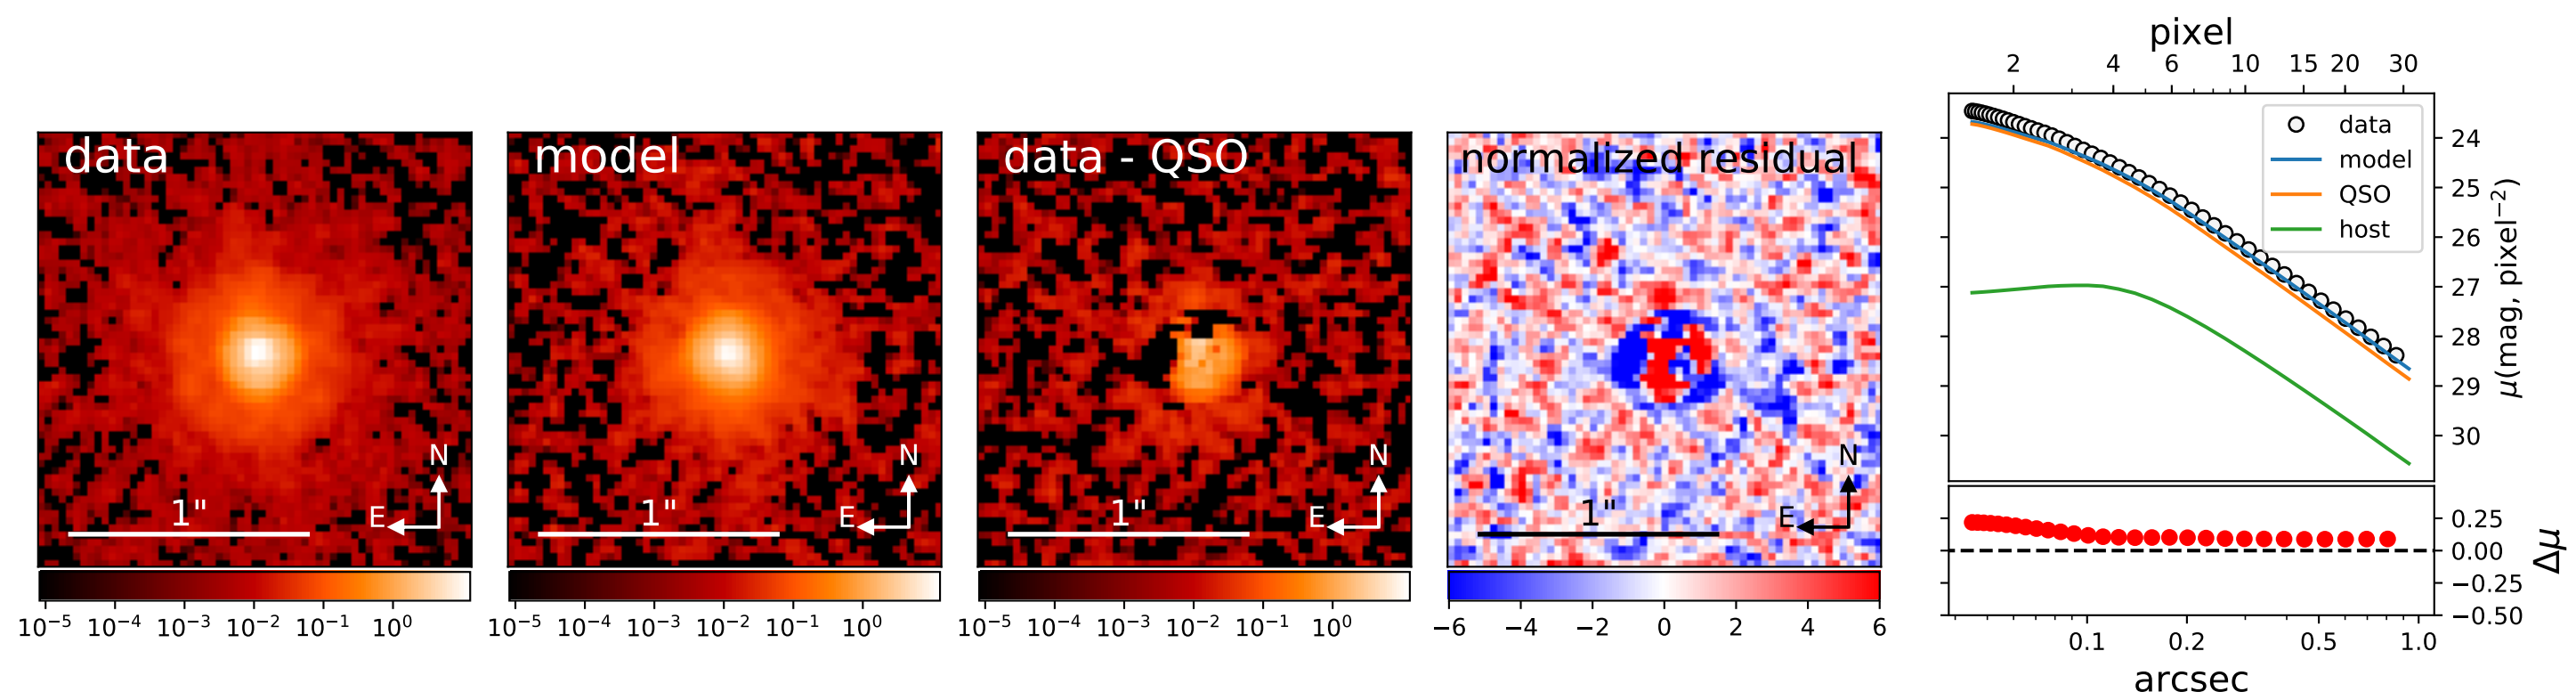 data
N
E
1"
10⁻⁵ 10⁻⁴ 10⁻³ 10⁻² 10⁻¹ 10⁰
model
N
E
1"
10⁻⁵ 10⁻⁴ 10⁻³ 10⁻² 10⁻¹ 10⁰
data - QSO
N
E
1"
10⁻⁵ 10⁻⁴ 10⁻³ 10⁻² 10⁻¹ 10⁰
normalized residual
N
E
1"
−6 −4 −2 0 2 4 6
pixel
2 4 6 10 15 20 30
data
model
QSO
host
24
25
26
27
28
29
30
μ(mag, pixel⁻²)
0.25
0.00
−0.25
−0.50
Δμ
0.1 0.2 0.5 1.0
arcsec